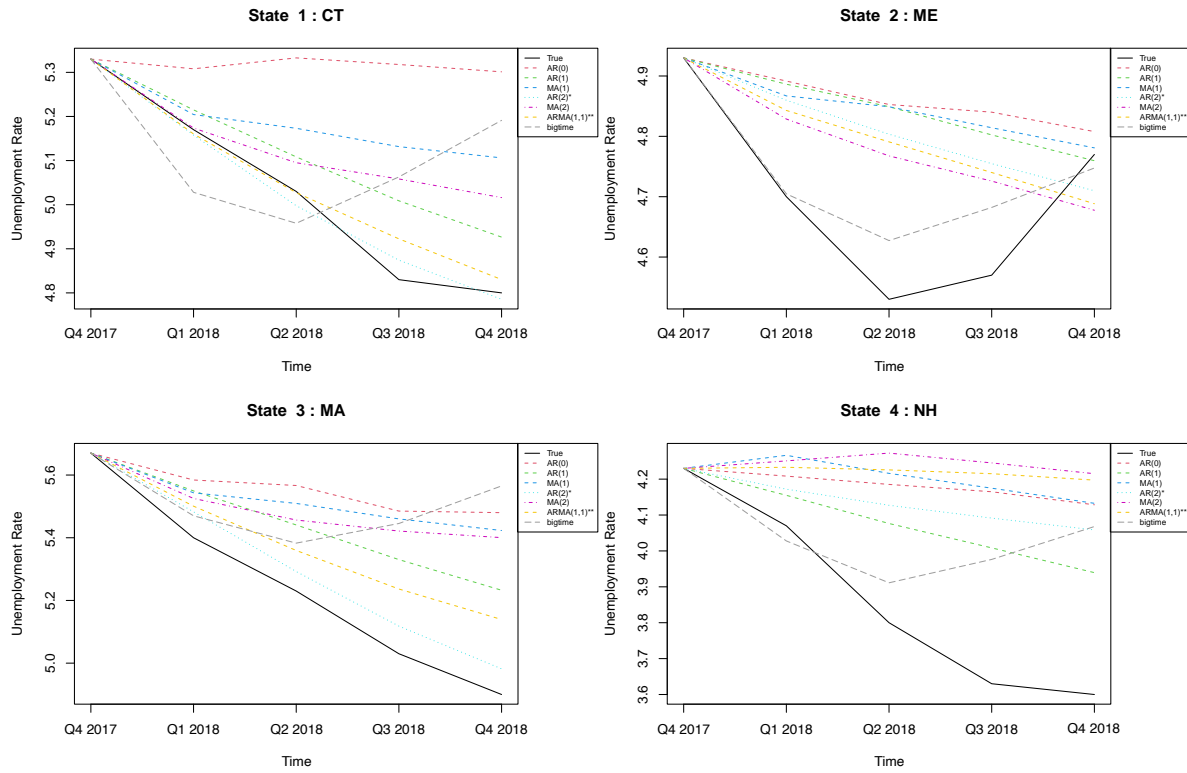 State 1 : CT
True
AR(0)
AR(1)
MA(1)
AR(2)*
MA(2)
ARMA(1,1)**
bigtime
Unemployment Rate
5.3
5.2
5.1
5.0
4.9
4.8
Q4 2017 Q1 2018 Q2 2018 Q3 2018 Q4 2018
Time
State 2 : ME
True
AR(0)
AR(1)
MA(1)
AR(2)*
MA(2)
ARMA(1,1)**
bigtime
Unemployment Rate
4.9
4.8
4.7
4.6
Q4 2017 Q1 2018 Q2 2018 Q3 2018 Q4 2018
Time
State 3 : MA
True
AR(0)
AR(1)
MA(1)
AR(2)*
MA(2)
ARMA(1,1)**
bigtime
Unemployment Rate
5.6
5.4
5.2
5.0
Q4 2017 Q1 2018 Q2 2018 Q3 2018 Q4 2018
Time
State 4 : NH
True
AR(0)
AR(1)
MA(1)
AR(2)*
MA(2)
ARMA(1,1)**
bigtime
Unemployment Rate
4.2
4.1
4.0
3.9
3.8
3.7
3.6
Q4 2017 Q1 2018 Q2 2018 Q3 2018 Q4 2018
Time